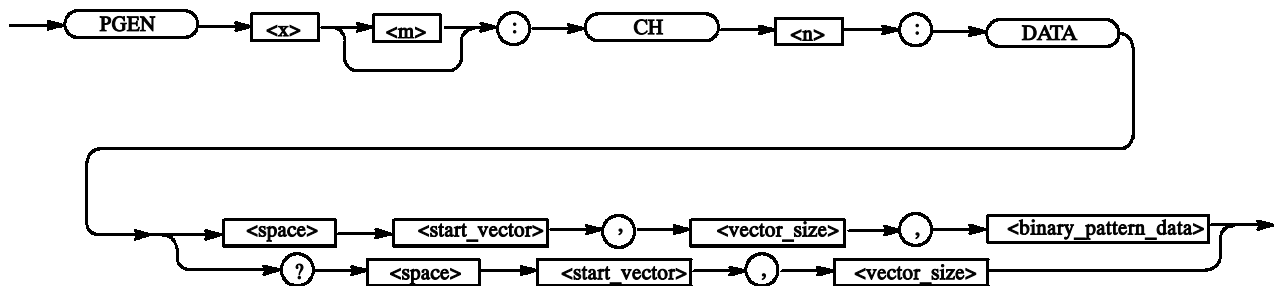 PGEN <x> <m> : CH <n> : DATA
<space> <start_vector> , <vector_size> , <binary_pattern_data>
? <space> <start_vector> , <vector_size>